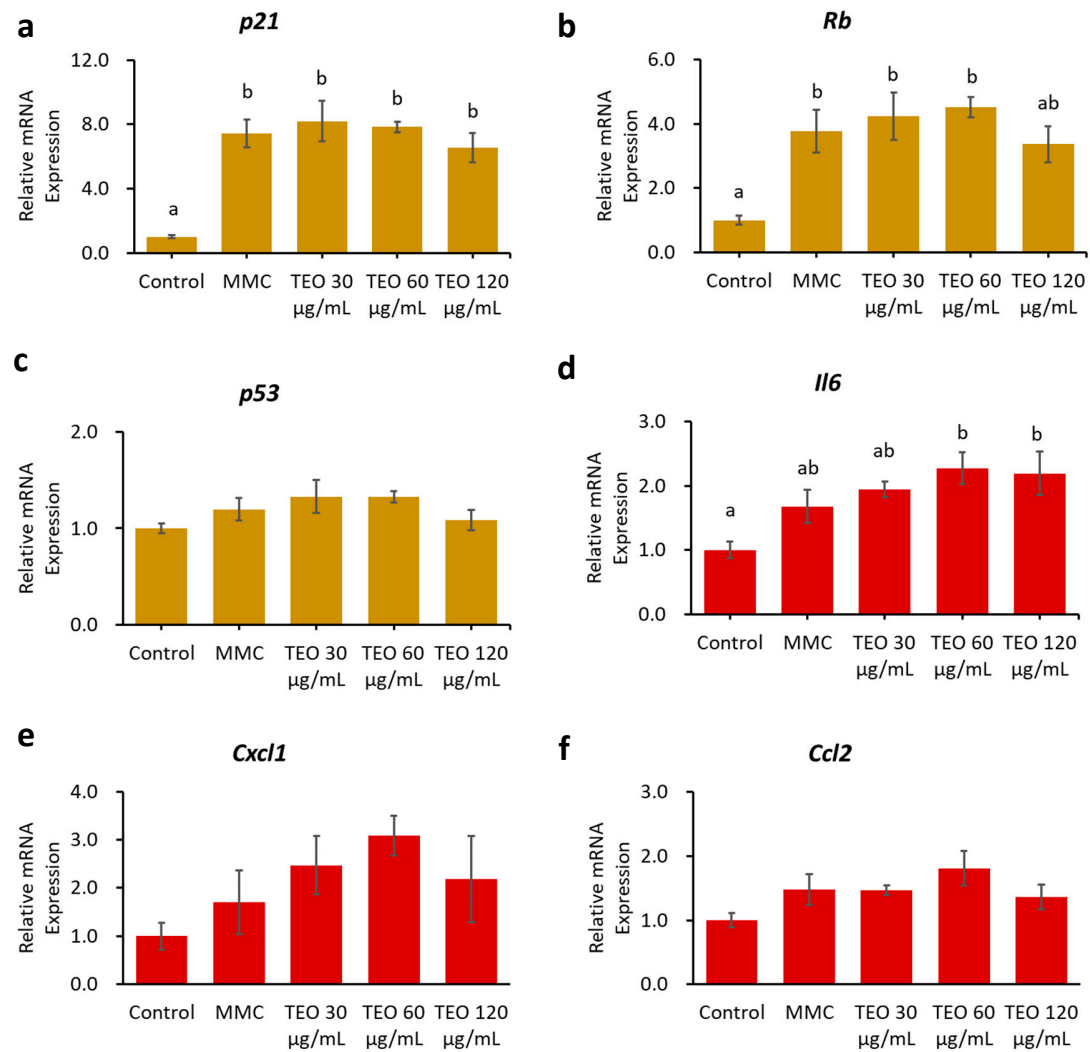 a
p21
Relative mRNA
Expression
12.0
8.0
4.0
0.0
a
b
b
b
b
Control
MMC
TEO 30
µg/mL
TEO 60
µg/mL
TEO 120
µg/mL
b
Rb
Relative mRNA
Expression
6.0
4.0
2.0
0.0
a
b
b
b
ab
Control
MMC
TEO 30
µg/mL
TEO 60
µg/mL
TEO 120
µg/mL
c
p53
Relative mRNA
Expression
2.0
1.0
0.0
Control
MMC
TEO 30
µg/mL
TEO 60
µg/mL
TEO 120
µg/mL
d
Il6
Relative mRNA
Expression
3.0
2.0
1.0
0.0
a
ab
ab
b
b
Control
MMC
TEO 30
µg/mL
TEO 60
µg/mL
TEO 120
µg/mL
e
Cxcl1
Relative mRNA
Expression
4.0
3.0
2.0
1.0
0.0
Control
MMC
TEO 30
µg/mL
TEO 60
µg/mL
TEO 120
µg/mL
f
Ccl2
Relative mRNA
Expression
3.0
2.0
1.0
0.0
Control
MMC
TEO 30
µg/mL
TEO 60
µg/mL
TEO 120
µg/mL